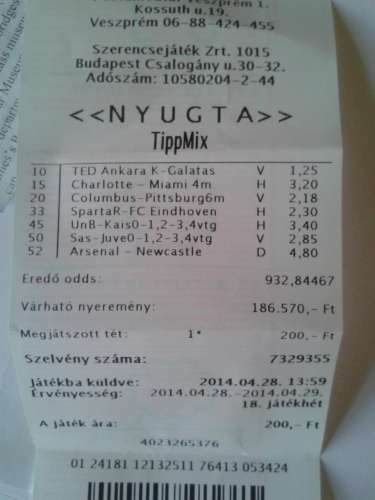 Veszprém 1.
Kossuth u.19.
Veszprém 06-88-424-455
Szerencsejáték Zrt. 1015
Budapest Csalogány u.30-32.
Adószám: 10580204-2-44
<<NYUGTA>>
TippMix
10 TED Ankara K-Galatas V 1,25
15 Charlotte - Miami 4m H 3,20
20 Columbus-Pittsburg6m V 2,18
33 SpartaR-FC Eindhoven H 2,30
45 UnB-Kais0-1,2-3,4vtg H 3,40
50 Sas-Juve0-1,2-3,4vtg V 2,85
52 Arsenal - Newcastle D 4,80
Eredő odds: 932,84467
Várható nyeremény: 186.570,- Ft
Megjátszott tét: 1* 200,- Ft
Szelvény száma: 7329355
Játékba küldve: 2014.04.28. 13:59
Érvényesség: 2014.04.28.-2014.04.29.
18. játékhét
A játék ára: 200,- Ft
4023265376
01 24181 12132511 76413 053424